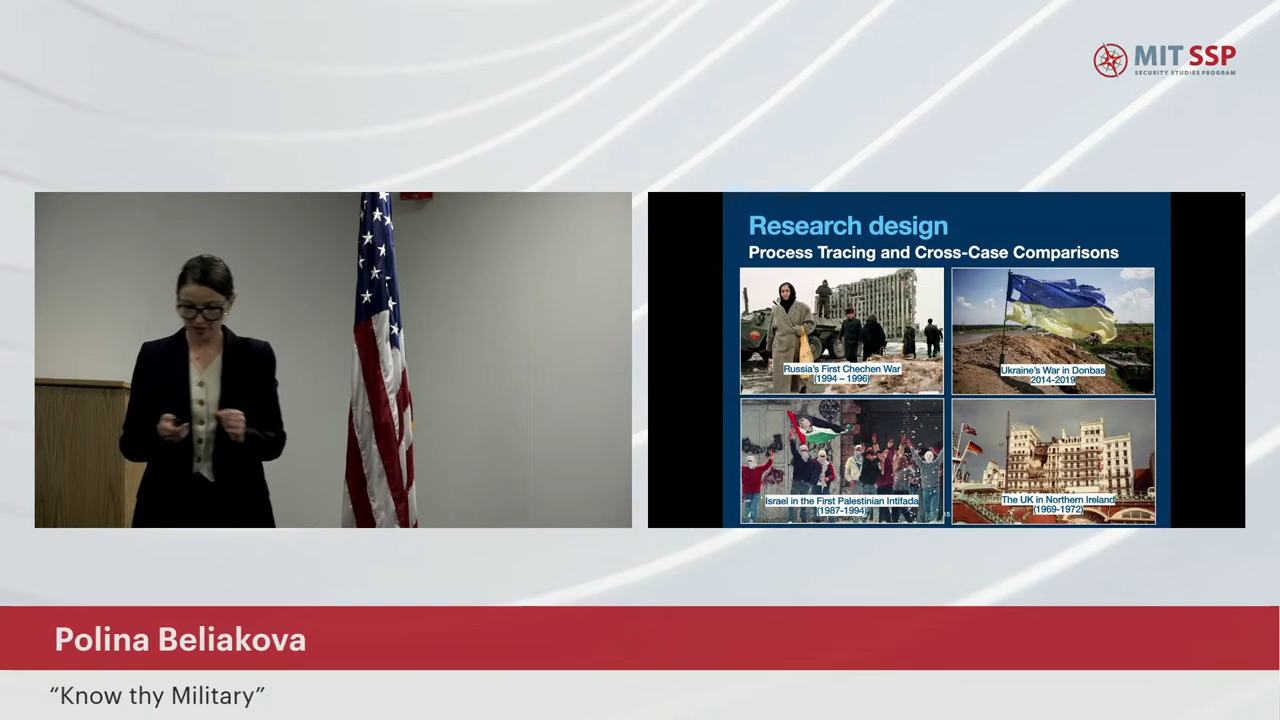 MIT SSP
SECURITY STUDIES PROGRAM
Research design
Process Tracing and Cross-Case Comparisons
Russia's First Chechen War
(1994 – 1996)
Ukraine's War in Donbas
2014-2019
Israel in the First Palestinian Intifada
(1987-1994)
The UK in Northern Ireland
(1969-1972)
15
Polina Beliakova
“Know thy Military”